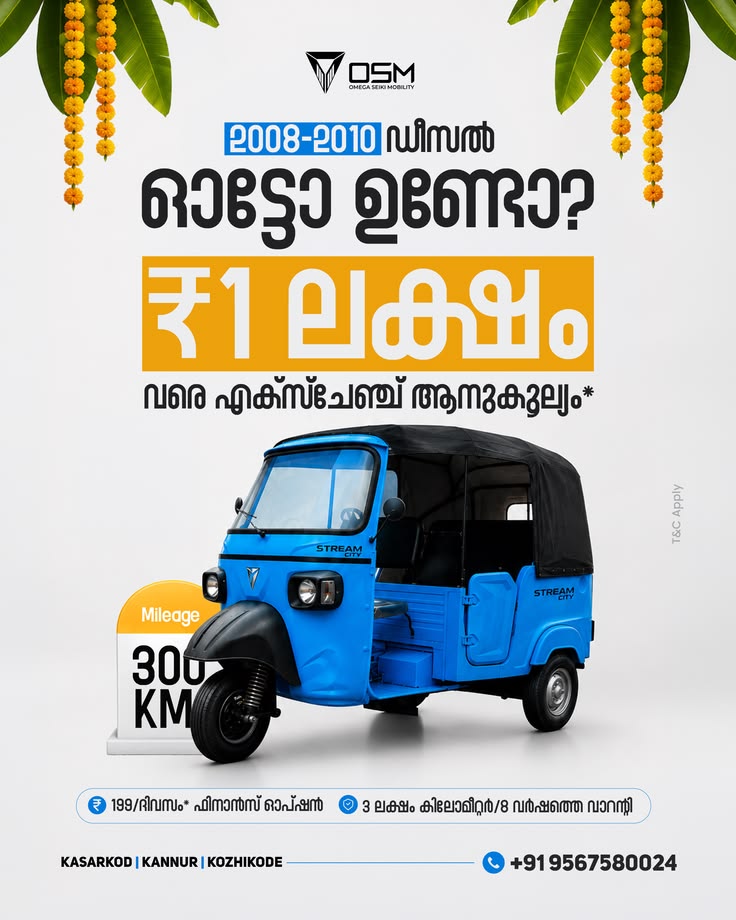 OSM
OMEGA SEIKI MOBILITY
2008-2010 ഡീസൽ
ഓട്ടോ ഉണ്ടോ?
₹1 ലക്ഷം
വരെ എക്സ്ചേഞ്ച് ആനുകൂല്യം*
T&C Apply
STREAM
CITY
STREAM
CITY
Mileage
300
KM
₹ 199/ദിവസം* ഫിനാൻസ് ഓപ്ഷൻ
3 ലക്ഷം കിലോമീറ്റർ/8 വർഷത്തെ വാറന്റി
KASARKOD | KANNUR | KOZHIKODE
+91 9567580024